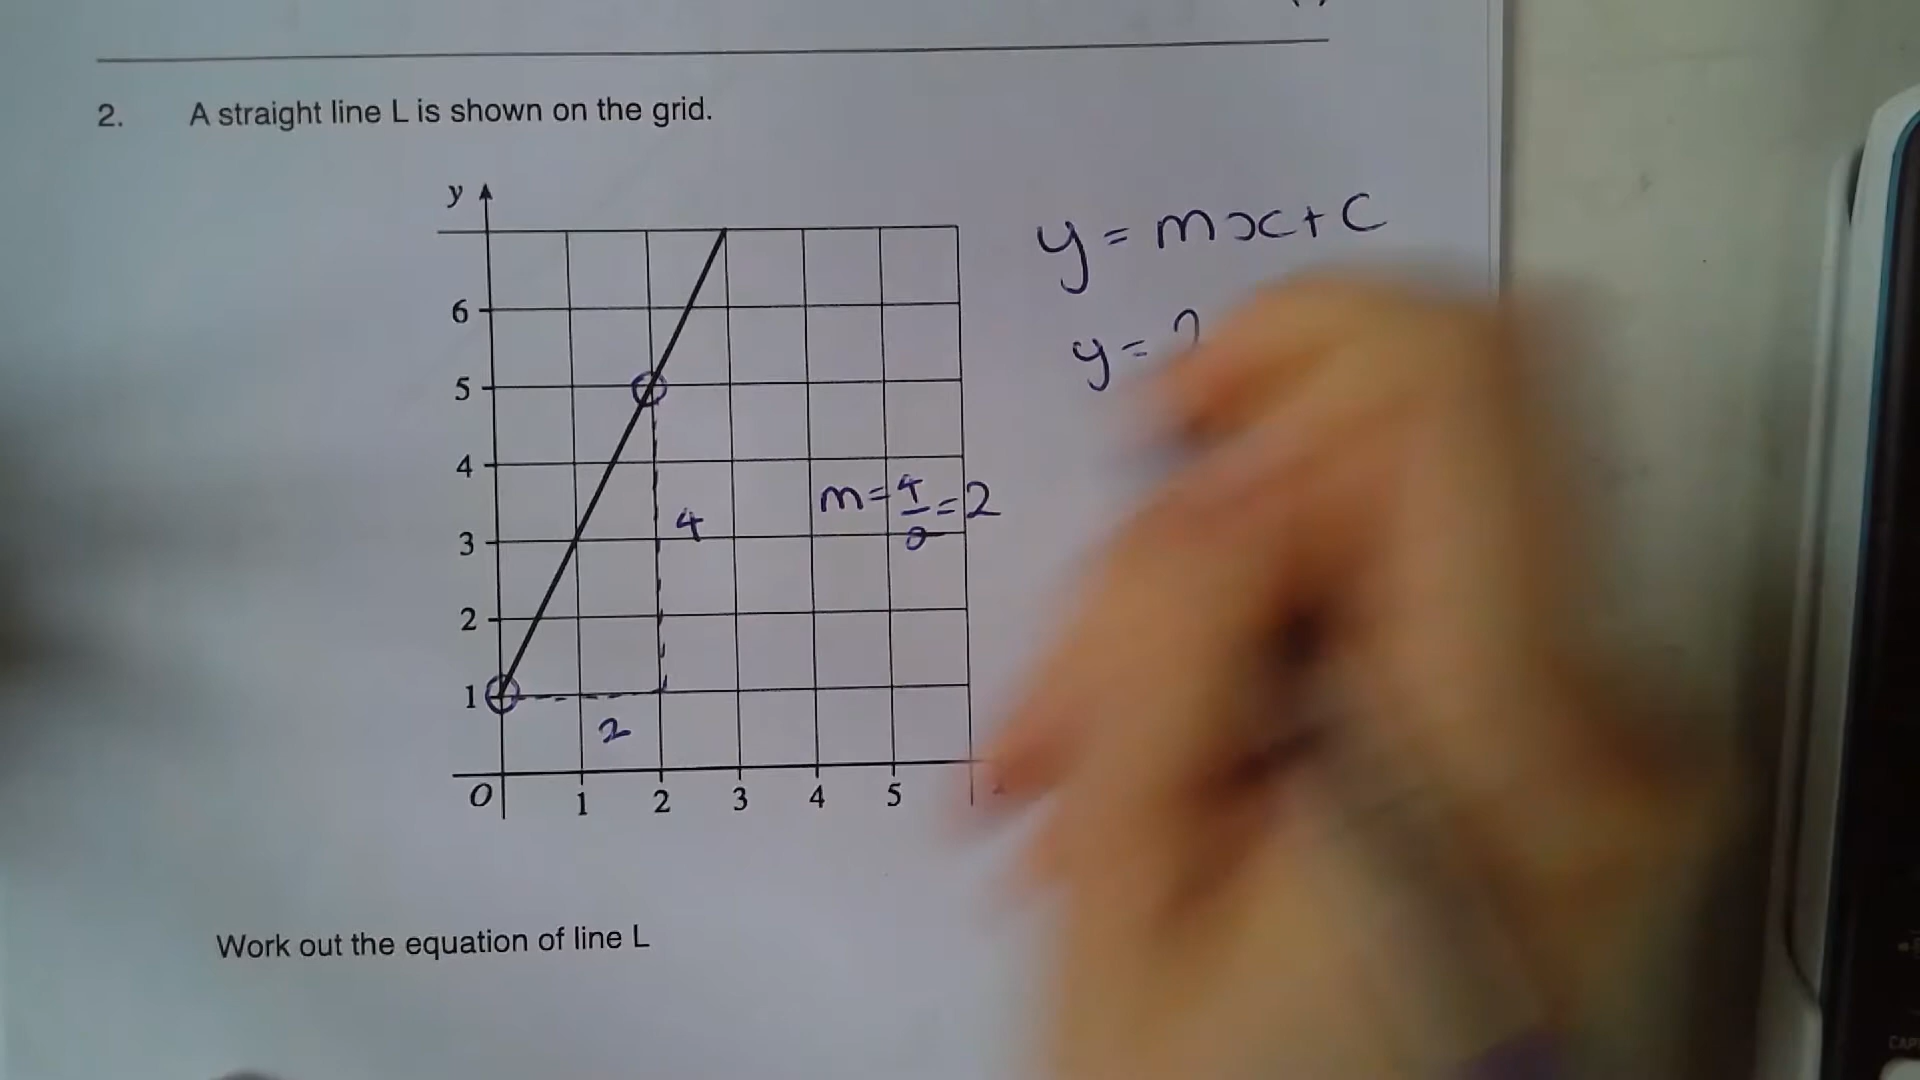 2. A straight line L is shown on the grid.
y
y = mx + c
6
y = 2
5
4
m = 4/2 = 2
4
3
2
1
2
O 1 2 3 4 5
Work out the equation of line L